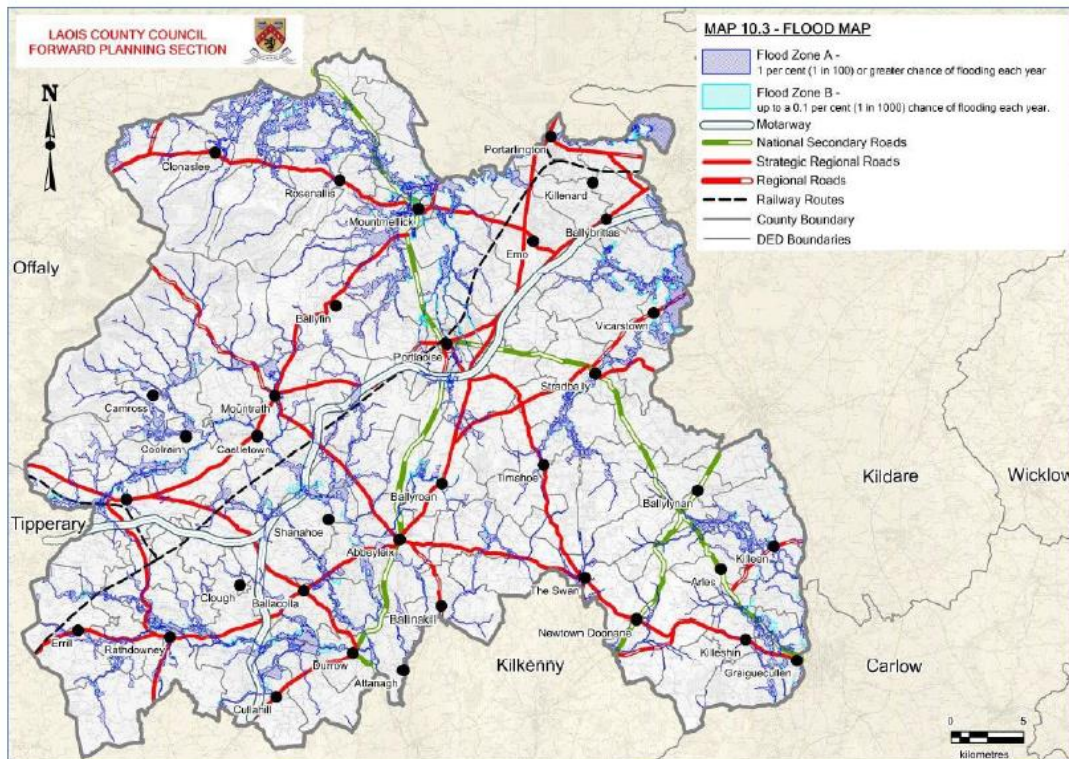 LAOIS COUNTY COUNCIL
FORWARD PLANNING SECTION
MAP 10.3 - FLOOD MAP
Flood Zone A -
1 per cent (1 in 100) or greater chance of flooding each year
Flood Zone B -
up to a 0.1 per cent (1 in 1000) chance of flooding each year.
Motarway
National Secondary Roads
Strategic Regional Roads
Regional Roads
Railway Routes
County Boundary
DED Boundaries
N
Portarlington
Clonaslee
Rosenallis
Killenard
Mountmellick
Ballybrittas
Emo
Offaly
Ballyfin
Vicarstown
Portlaoise
Stradbally
Camross
Mountrath
Coolrain
Castletown
Kildare
Wicklow
Ballyroan
Timahoe
Ballylynan
Tipperary
Shanahoe
Abbeyleix
Killeen
Arles
The Swan
Clough
Ballacolla
Ballinakill
Newtown Doonane
Errill
Rathdowney
Durrow
Kilkenny
Killeshin
Carlow
Attanagh
Graiguecullen
Cullahill
0 5
kilometres